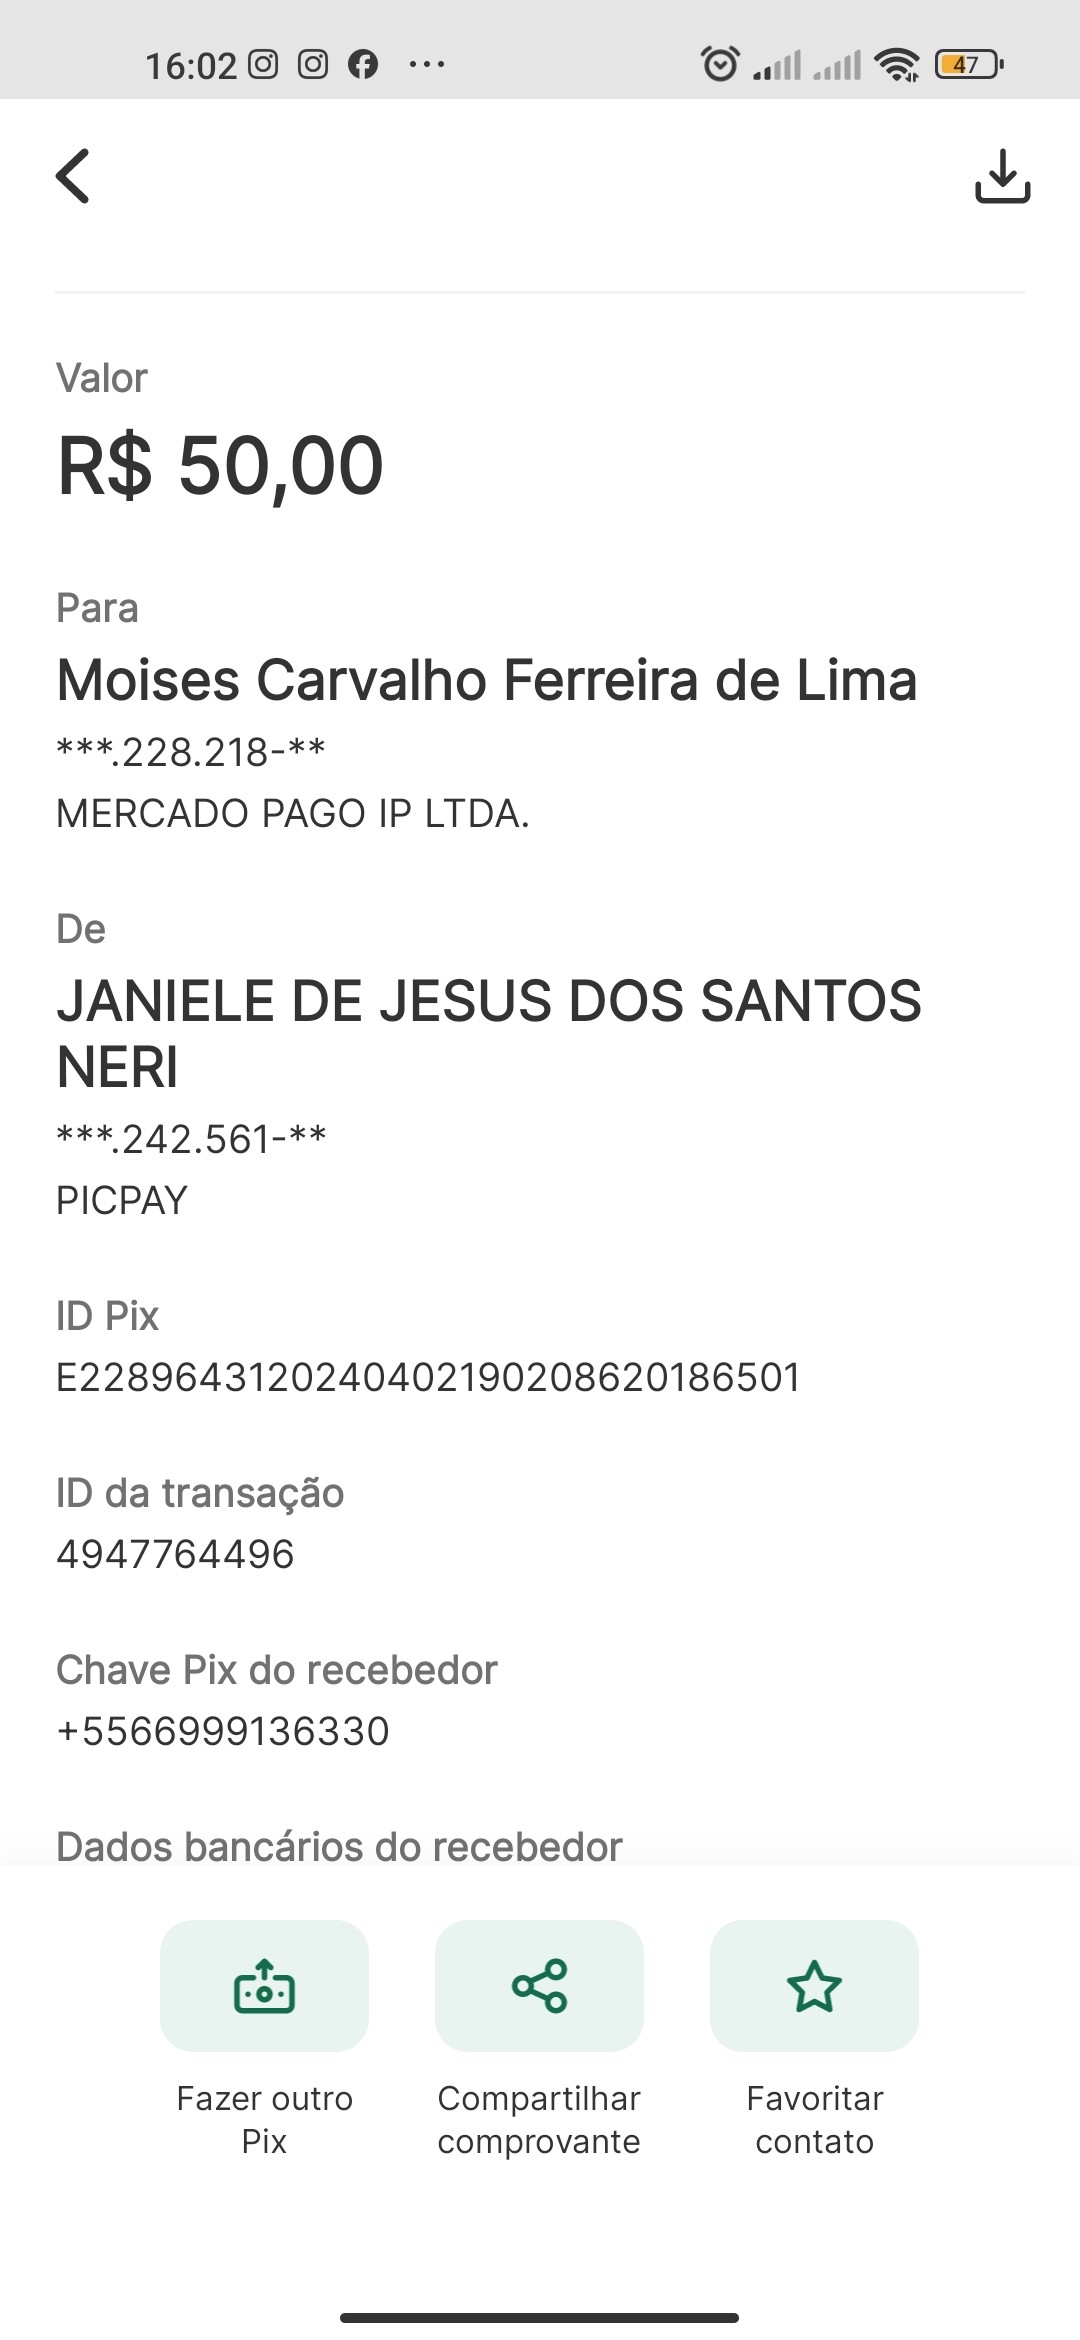 16:02
47
Valor
R$ 50,00
Para
Moises Carvalho Ferreira de Lima
***.228.218-**
MERCADO PAGO IP LTDA.
De
JANIELE DE JESUS DOS SANTOS
NERI
***.242.561-**
PICPAY
ID Pix
E2289643120240402190208620186501
ID da transação
4947764496
Chave Pix do recebedor
+5566999136330
Dados bancários do recebedor
Fazer outro
Pix
Compartilhar
comprovante
Favoritar
contato